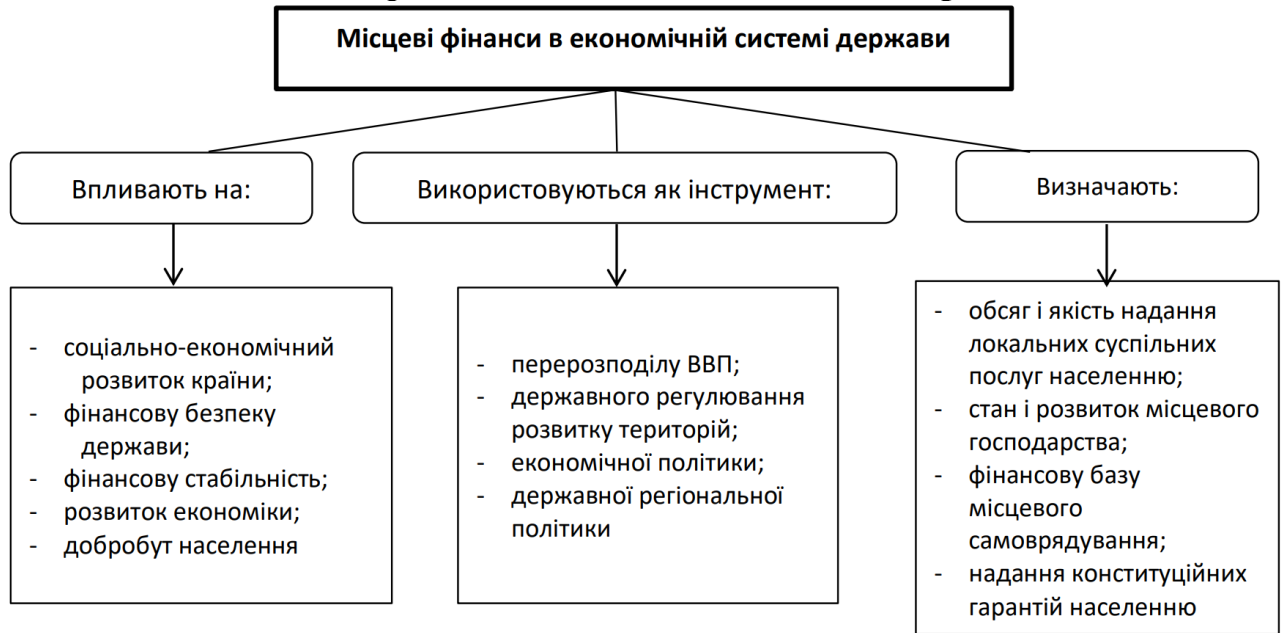 Місцеві фінанси в економічній системі держави
Впливають на:
Використовуються як інструмент:
Визначають:
- соціально-економічний
розвиток країни;
- фінансову безпеку
держави;
- фінансову стабільність;
- розвиток економіки;
- добробут населення
- перерозподілу ВВП;
- державного регулювання
розвитку територій;
- економічної політики;
- державної регіональної
політики
- обсяг і якість надання
локальних суспільних
послуг населенню;
- стан і розвиток місцевого
господарства;
- фінансову базу
місцевого
самоврядування;
- надання конституційних
гарантій населенню